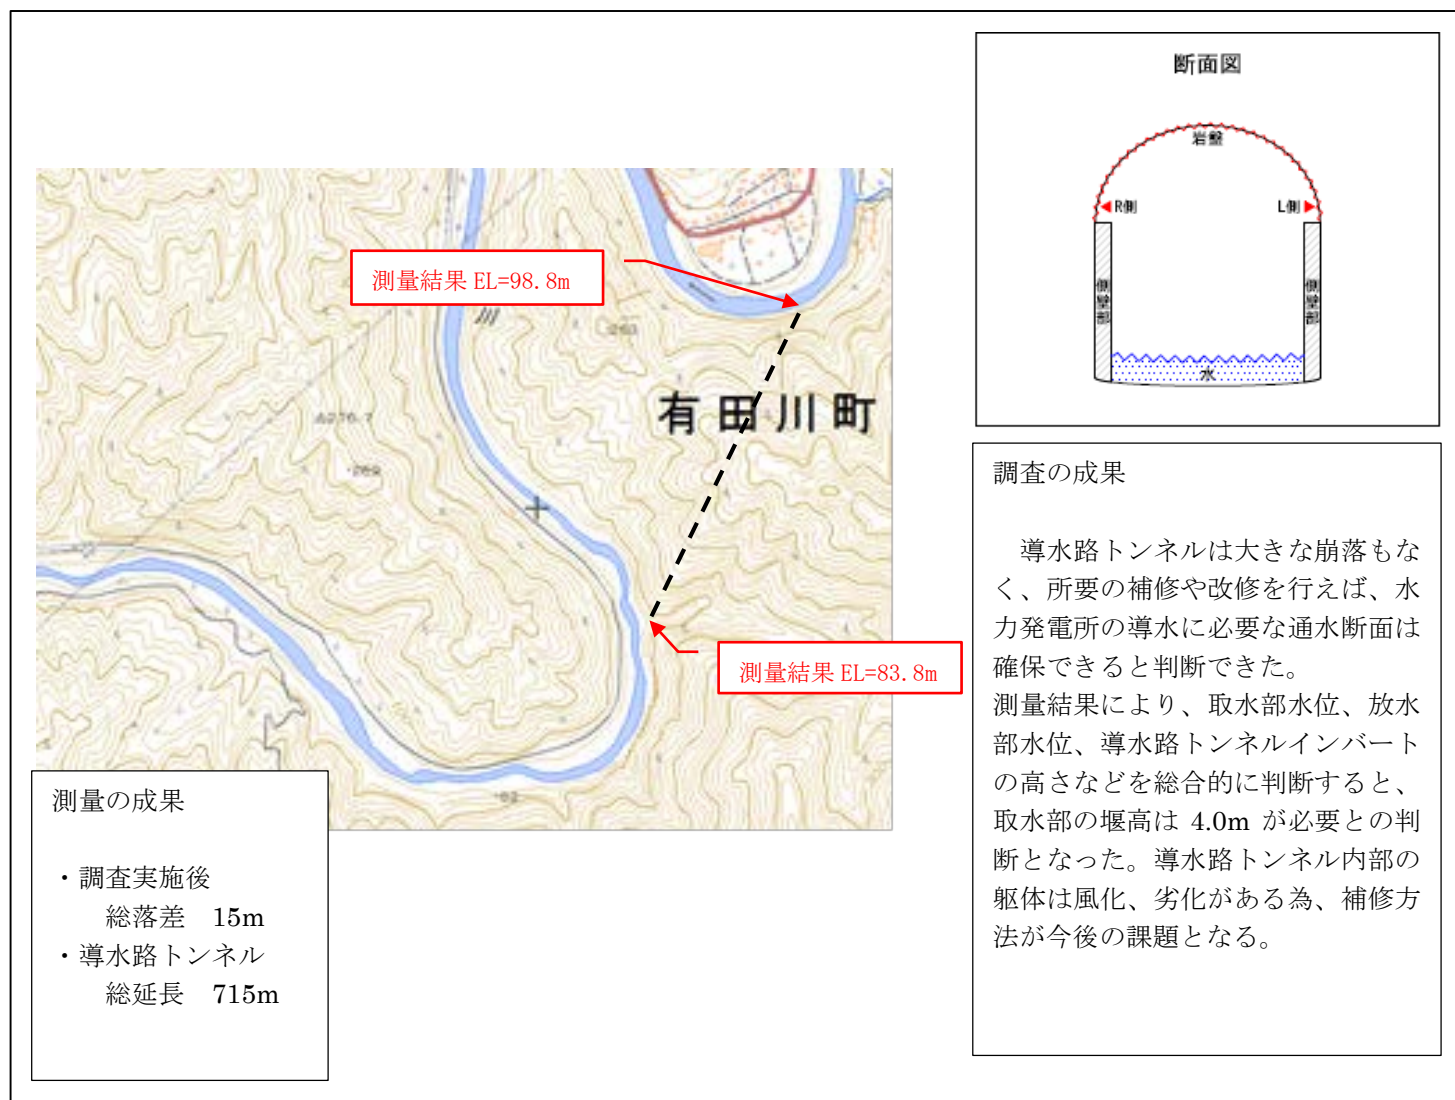 断面図
岩盤
R側
L側
側壁部
側壁部
水
測量結果 EL=98.8m
有田川町
測量結果 EL=83.8m
測量の成果
・調査実施後
総落差 15m
・導水路トンネル
総延長 715m
調査の成果
導水路トンネルは大きな崩落もな
く、所要の補修や改修を行えば、水
力発電所の導水に必要な通水断面は
確保できると判断できた。
測量結果により、取水部水位、放水
部水位、導水路トンネルインバート
の高さなどを総合的に判断すると、
取水部の堰高は 4.0m が必要との判
断となった。導水路トンネル内部の
躯体は風化、劣化がある為、補修方
法が今後の課題となる。